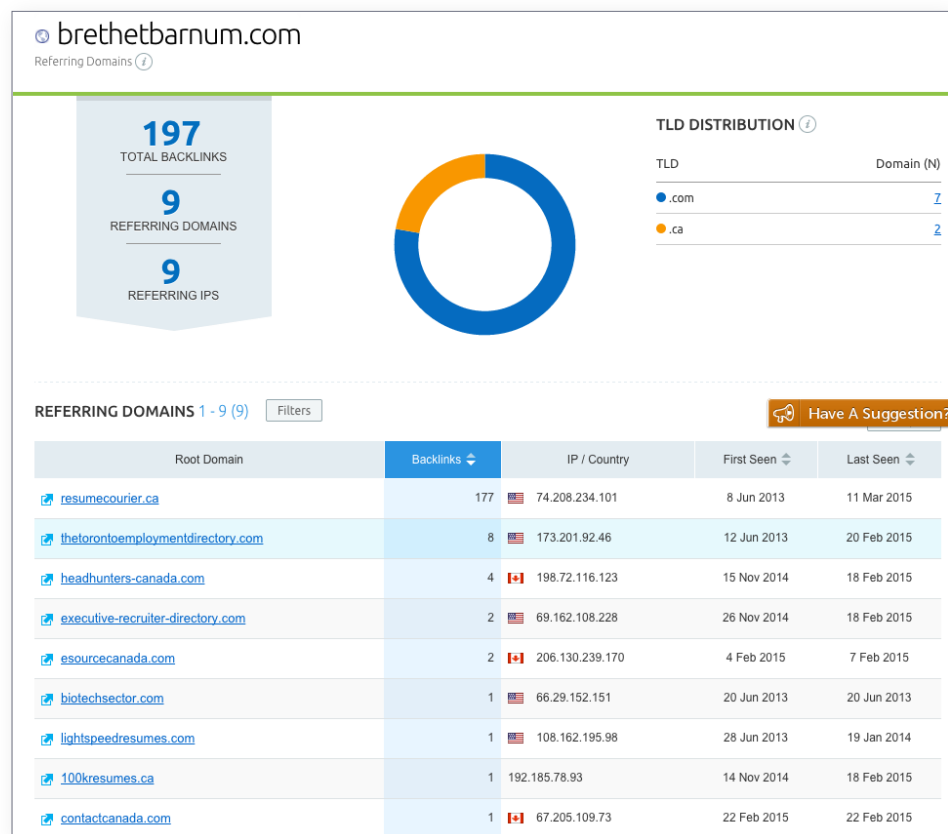 brethetbarnum.com
Referring Domains i
197
TOTAL BACKLINKS
9
REFERRING DOMAINS
9
REFERRING IPS
TLD DISTRIBUTION i
TLD Domain (N)
.com 7
.ca 2
REFERRING DOMAINS 1 - 9 (9) Filters
Have A Suggestion?
Root Domain Backlinks IP / Country First Seen Last Seen
resumecourier.ca 177 74.208.234.101 8 Jun 2013 11 Mar 2015
thetorontoemploymentdirectory.com 8 173.201.92.46 12 Jun 2013 20 Feb 2015
headhunters-canada.com 4 198.72.116.123 15 Nov 2014 18 Feb 2015
executive-recruiter-directory.com 2 69.162.108.228 26 Nov 2014 18 Feb 2015
esourcecanada.com 2 206.130.239.170 4 Feb 2015 7 Feb 2015
biotechsector.com 1 66.29.152.151 20 Jun 2013 20 Jun 2013
lightspeedresumes.com 1 108.162.195.98 28 Jun 2013 19 Jan 2014
100kresumes.ca 1 192.185.78.93 14 Nov 2014 18 Feb 2015
contactcanada.com 1 67.205.109.73 22 Feb 2015 22 Feb 2015